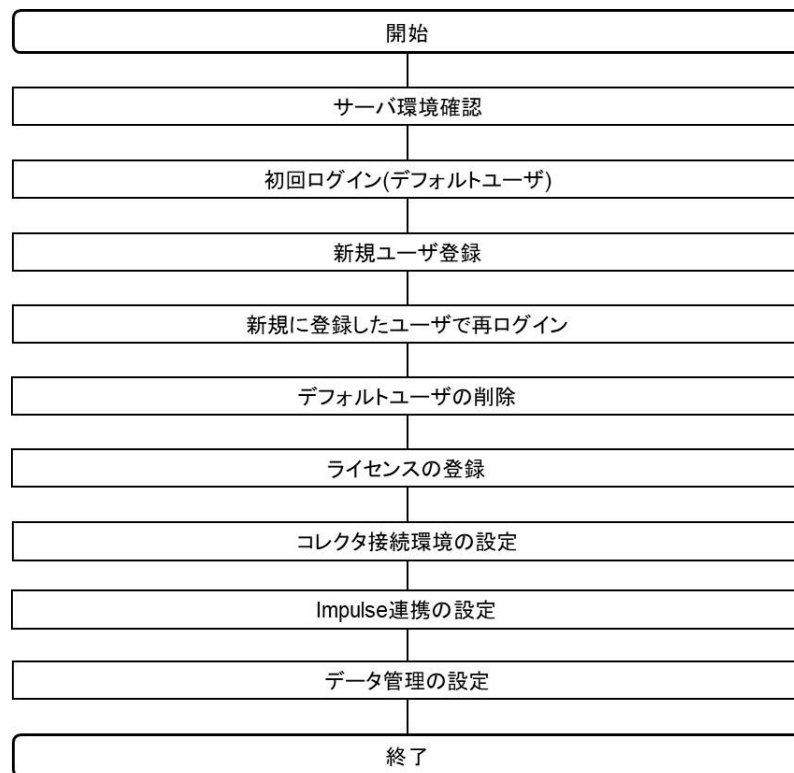 開始
サーバ環境確認
初回ログイン(デフォルトユーザ)
新規ユーザ登録
新規に登録したユーザで再ログイン
デフォルトユーザの削除
ライセンスの登録
コレクタ接続環境の設定
Impulse連携の設定
データ管理の設定
終了